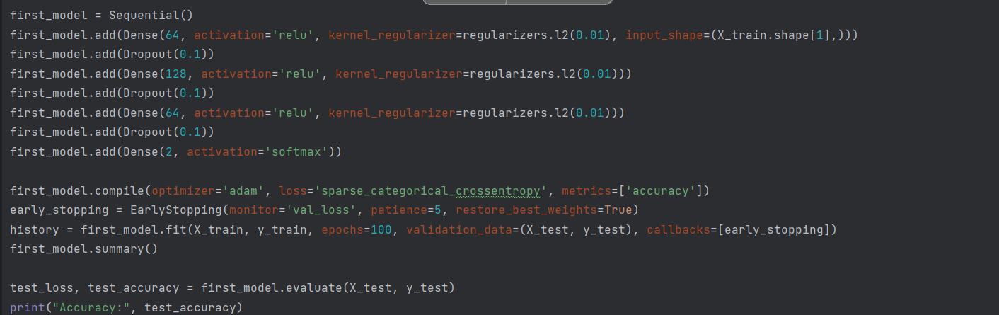 first_model = Sequential()
first_model.add(Dense(64, activation='relu', kernel_regularizer=regularizers.l2(0.01), input_shape=(X_train.shape[1],)))
first_model.add(Dropout(0.1))
first_model.add(Dense(128, activation='relu', kernel_regularizer=regularizers.l2(0.01)))
first_model.add(Dropout(0.1))
first_model.add(Dense(64, activation='relu', kernel_regularizer=regularizers.l2(0.01)))
first_model.add(Dropout(0.1))
first_model.add(Dense(2, activation='softmax'))
first_model.compile(optimizer='adam', loss='sparse_categorical_crossentropy', metrics=['accuracy'])
early_stopping = EarlyStopping(monitor='val_loss', patience=5, restore_best_weights=True)
history = first_model.fit(X_train, y_train, epochs=100, validation_data=(X_test, y_test), callbacks=[early_stopping])
first_model.summary()
test_loss, test_accuracy = first_model.evaluate(X_test, y_test)
print("Accuracy:", test_accuracy)